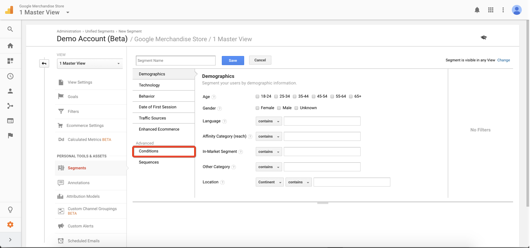 Google Merchandise Store
1 Master View
Administration > Unified Segments > New Segment
Demo Account (Beta) / Google Merchandise Store / 1 Master View
VIEW
1 Master View
View Settings
Goals
Filters
Ecommerce Settings
Calculated Metrics BETA
PERSONAL TOOLS & ASSETS
Segments
Annotations
Attribution Models
Custom Channel Groupings
BETA
Custom Alerts
Scheduled Emails
Segment Name
Save
Cancel
Segment is visible in any View Change
Demographics
Technology
Behavior
Date of First Session
Traffic Sources
Enhanced Ecommerce
Advanced
Conditions
Sequences
Demographics
Segment your users by demographic information.
Age 18-24 25-34 35-44 45-54 55-64 65+
Gender Female Male Unknown
Language contains
Affinity Category (reach) contains
In-Market Segment contains
Other Category contains
Location Continent contains
No Filters